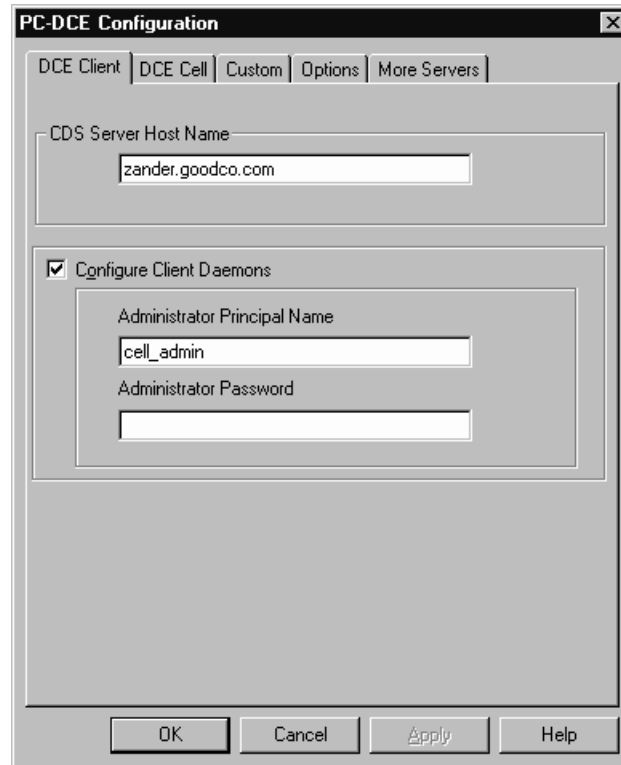 PC-DCE Configuration
DCE Client DCE Cell Custom Options More Servers
CDS Server Host Name
zander.goodco.com
Configure Client Daemons
Administrator Principal Name
cell_admin
Administrator Password
OK Cancel Apply Help